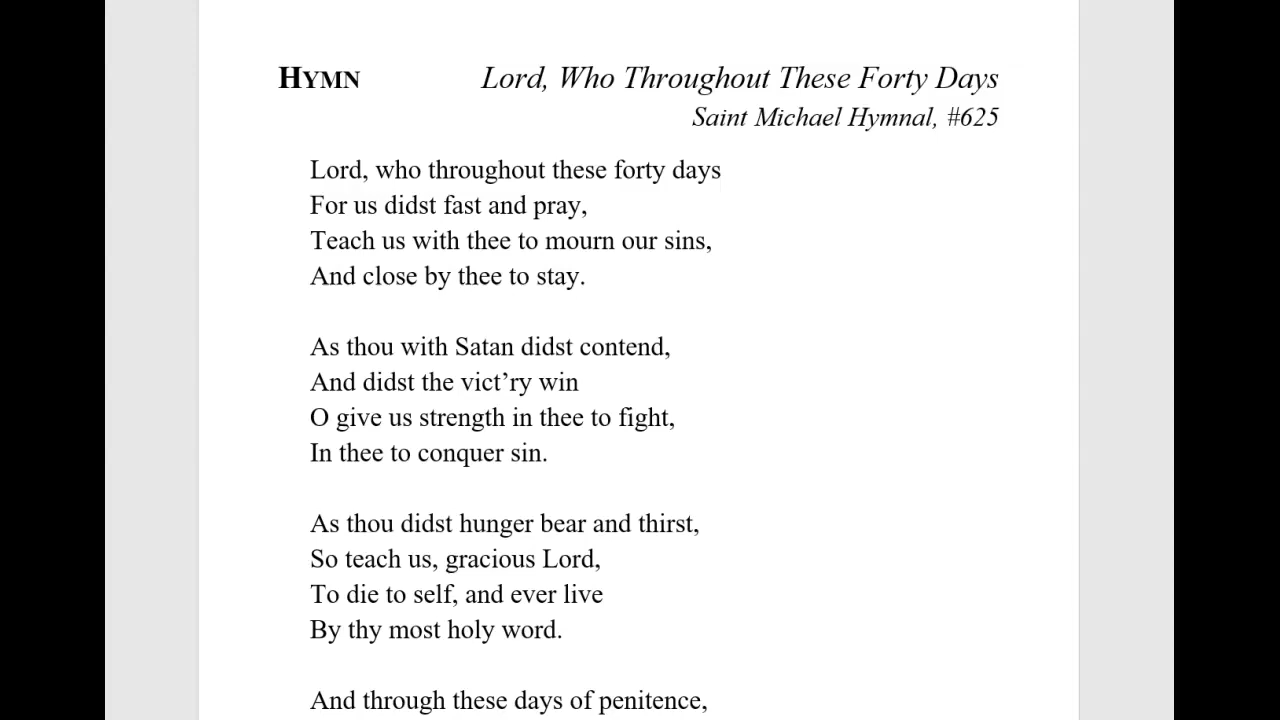 HYMN Lord, Who Throughout These Forty Days
Saint Michael Hymnal, #625
Lord, who throughout these forty days
For us didst fast and pray,
Teach us with thee to mourn our sins,
And close by thee to stay.
As thou with Satan didst contend,
And didst the vict’ry win
O give us strength in thee to fight,
In thee to conquer sin.
As thou didst hunger bear and thirst,
So teach us, gracious Lord,
To die to self, and ever live
By thy most holy word.
And through these days of penitence,